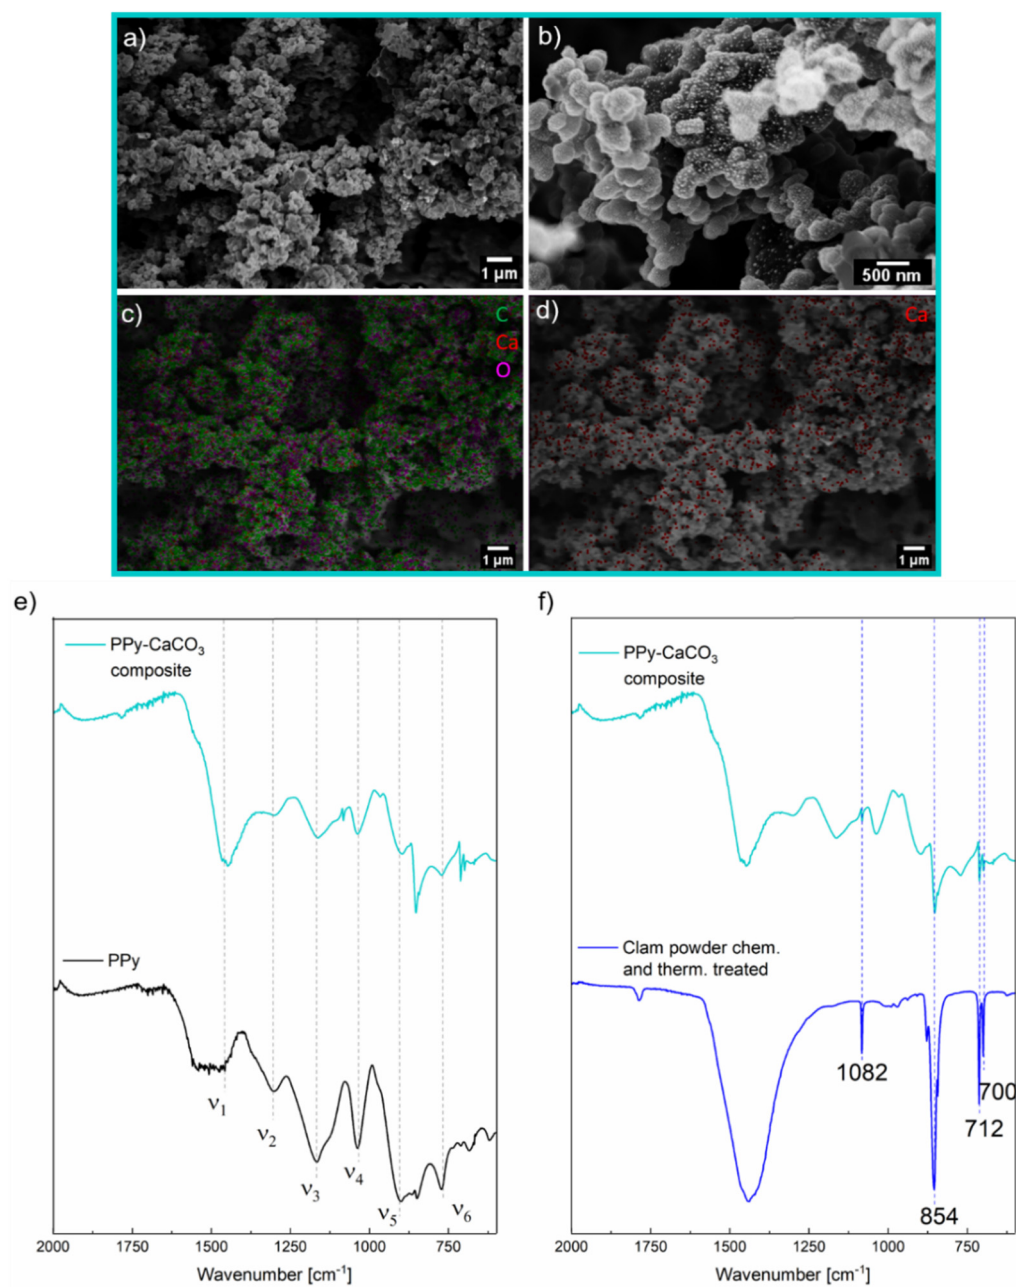 a)
b)
1 µm
500 nm
c)
C
Ca
O
d)
Ca
1 µm
1 µm
e)
f)
PPy-CaCO₃
composite
PPy-CaCO₃
composite
PPy
Clam powder chem.
and therm. treated
ν₁
ν₂
ν₃
ν₄
ν₅
ν₆
1082
700
712
854
2000
1750
1500
1250
1000
750
2000
1750
1500
1250
1000
750
Wavenumber [cm⁻¹]
Wavenumber [cm⁻¹]